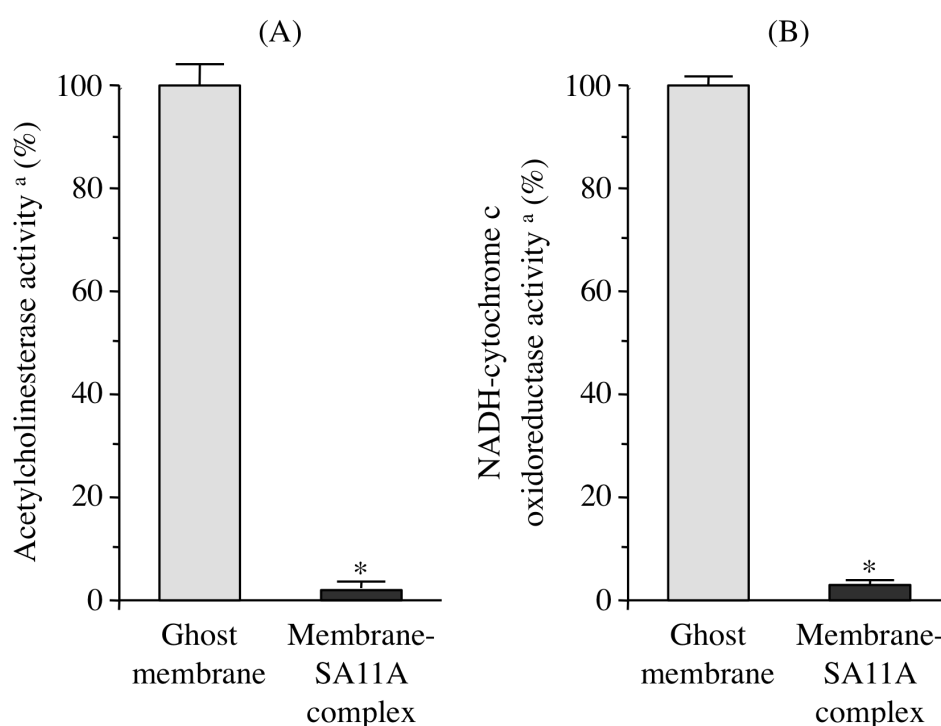 (A)
Acetylcholinesterase activity ᵃ (%)
100
80
60
40
20
0
*
Ghost
membrane
Membrane-
SA11A
complex
(B)
NADH-cytochrome c
oxidoreductase activity ᵃ (%)
100
80
60
40
20
0
*
Ghost
membrane
Membrane-
SA11A
complex